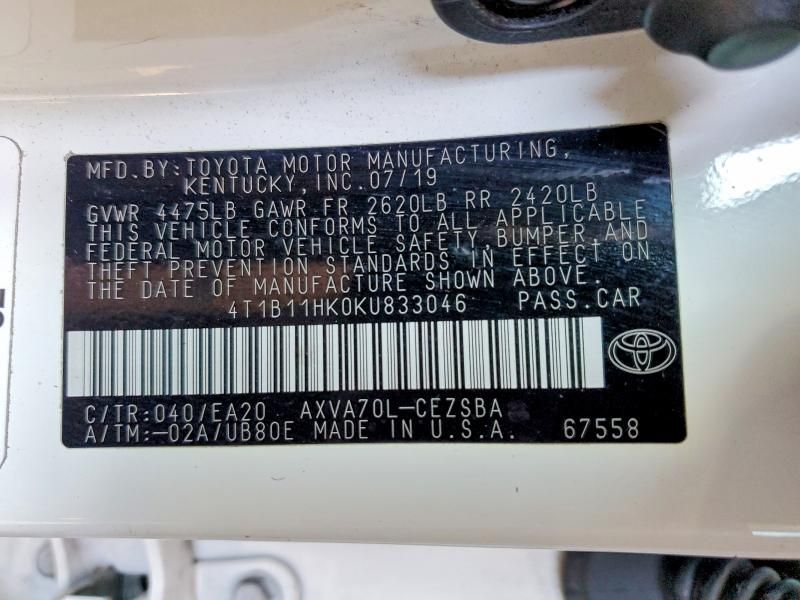 MFD.BY:TOYOTA MOTOR MANUFACTURING,
KENTUCKY,INC.07/19
GVWR 4475LB GAWR FR 2620LB RR 2420LB
THIS VEHICLE CONFORMS TO ALL APPLICABLE
FEDERAL MOTOR VEHICLE SAFETY,BUMPER,AND
THEFT PREVENTION STANDARDS IN EFFECT ON
THE DATE OF MANUFACTURE SHOWN ABOVE.
4T1B11HK0KU833046 PASS.CAR
C/TR:040/EA20 AXVA70L-CEZSBA
A/TM:-02A/UB80E MADE IN U.S.A. 67558